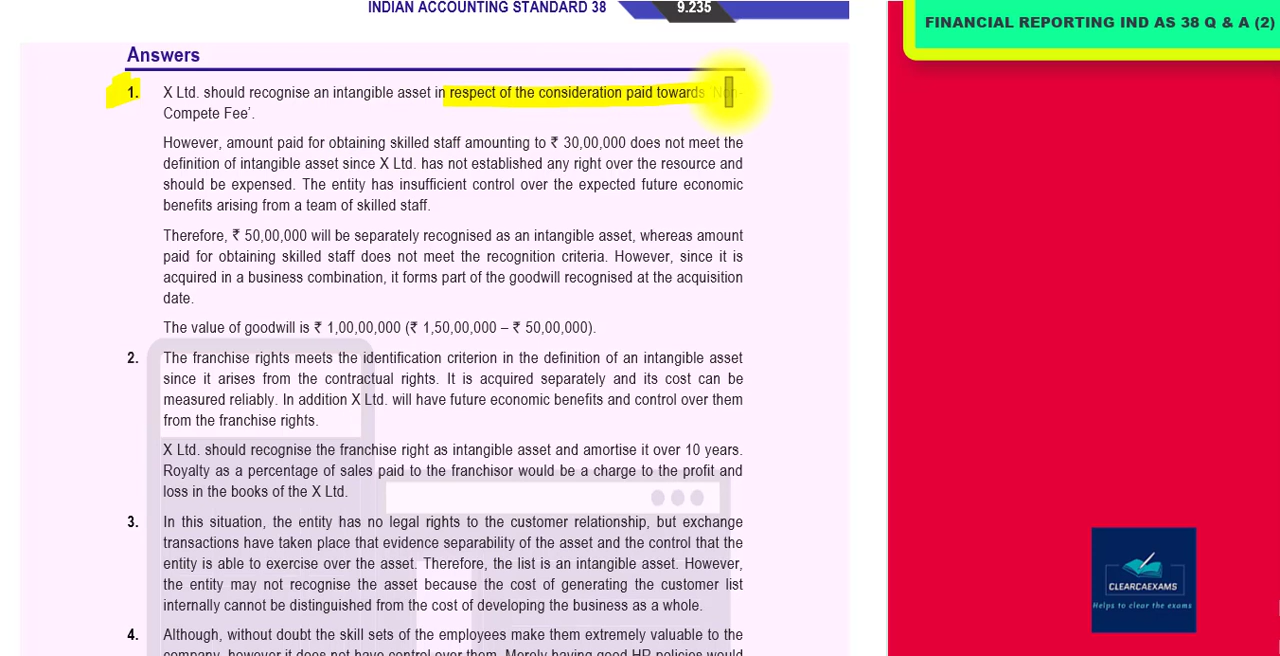 INDIAN ACCOUNTING STANDARD 38
9.235
FINANCIAL REPORTING IND AS 38 Q & A (2)
Answers
1. X Ltd. should recognise an intangible asset in respect of the consideration paid towards 'Non-
Compete Fee'.
However, amount paid for obtaining skilled staff amounting to ₹ 30,00,000 does not meet the
definition of intangible asset since X Ltd. has not established any right over the resource and
should be expensed. The entity has insufficient control over the expected future economic
benefits arising from a team of skilled staff.
Therefore, ₹ 50,00,000 will be separately recognised as an intangible asset, whereas amount
paid for obtaining skilled staff does not meet the recognition criteria. However, since it is
acquired in a business combination, it forms part of the goodwill recognised at the acquisition
date.
The value of goodwill is ₹ 1,00,00,000 (₹ 1,50,00,000 – ₹ 50,00,000).
2. The franchise rights meets the identification criterion in the definition of an intangible asset
since it arises from the contractual rights. It is acquired separately and its cost can be
measured reliably. In addition X Ltd. will have future economic benefits and control over them
from the franchise rights.
X Ltd. should recognise the franchise right as intangible asset and amortise it over 10 years.
Royalty as a percentage of sales paid to the franchisor would be a charge to the profit and
loss in the books of the X Ltd.
3. In this situation, the entity has no legal rights to the customer relationship, but exchange
transactions have taken place that evidence separability of the asset and the control that the
entity is able to exercise over the asset. Therefore, the list is an intangible asset. However,
the entity may not recognise the asset because the cost of generating the customer list
internally cannot be distinguished from the cost of developing the business as a whole.
4. Although, without doubt the skill sets of the employees make them extremely valuable to the
company, however it does not have control over them. Merely having good HR policies would
CLEARCAEXAMS
Helps to clear the exams